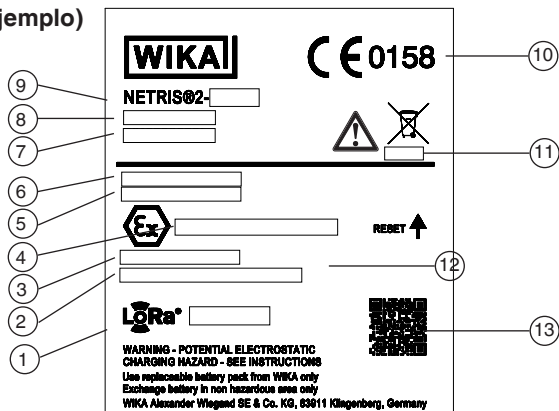 jemplo)
WIKA
CE 0158
10
9
NETRIS®2-
8
7
11
6
5
Ex
RESET
4
3
12
2
LoRa®
13
1
WARNING - POTENTIAL ELECTROSTATIC
CHARGING HAZARD - SEE INSTRUCTIONS
Use replaceable battery pack from WIKA only
Exchange battery in non hazardous area only
WIKA Alexander Wiegand SE & Co. KG, 63911 Klingenberg, Germany